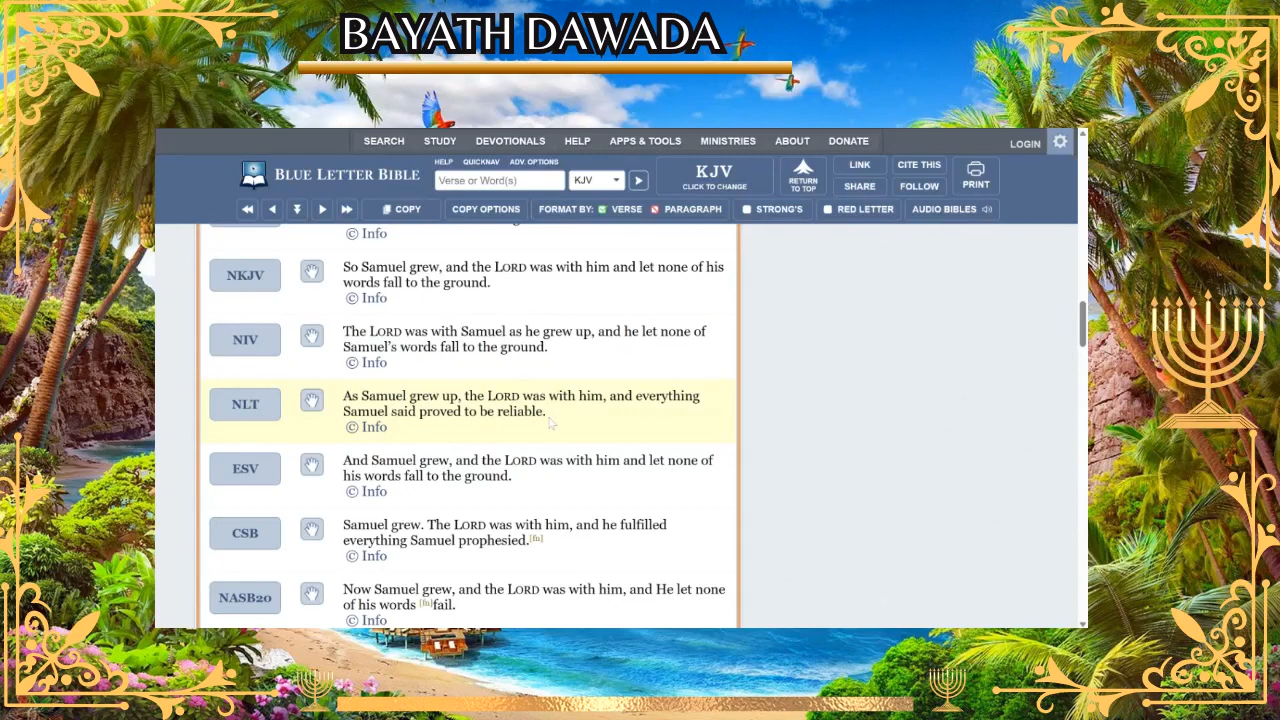 BAYATH DAWADA
SEARCH STUDY DEVOTIONALS HELP APPS & TOOLS MINISTRIES ABOUT DONATE
LOGIN
BLUE LETTER BIBLE
HELP QUICKNAV ADV. OPTIONS
Verse or Word(s)
KJV
KJV
CLICK TO CHANGE
RETURN
TO TOP
LINK
CITE THIS
SHARE
FOLLOW
PRINT
COPY COPY OPTIONS FORMAT BY: VERSE PARAGRAPH STRONG'S RED LETTER AUDIO BIBLES
© Info
NKJV
So Samuel grew, and the LORD was with him and let none of his
words fall to the ground.
© Info
NIV
The LORD was with Samuel as he grew up, and he let none of
Samuel's words fall to the ground.
© Info
NLT
As Samuel grew up, the LORD was with him, and everything
Samuel said proved to be reliable.
© Info
ESV
And Samuel grew, and the LORD was with him and let none of
his words fall to the ground.
© Info
CSB
Samuel grew. The LORD was with him, and he fulfilled
everything Samuel prophesied.[fn]
© Info
NASB20
Now Samuel grew, and the LORD was with him, and He let none
of his words [fn]fail.
© Info